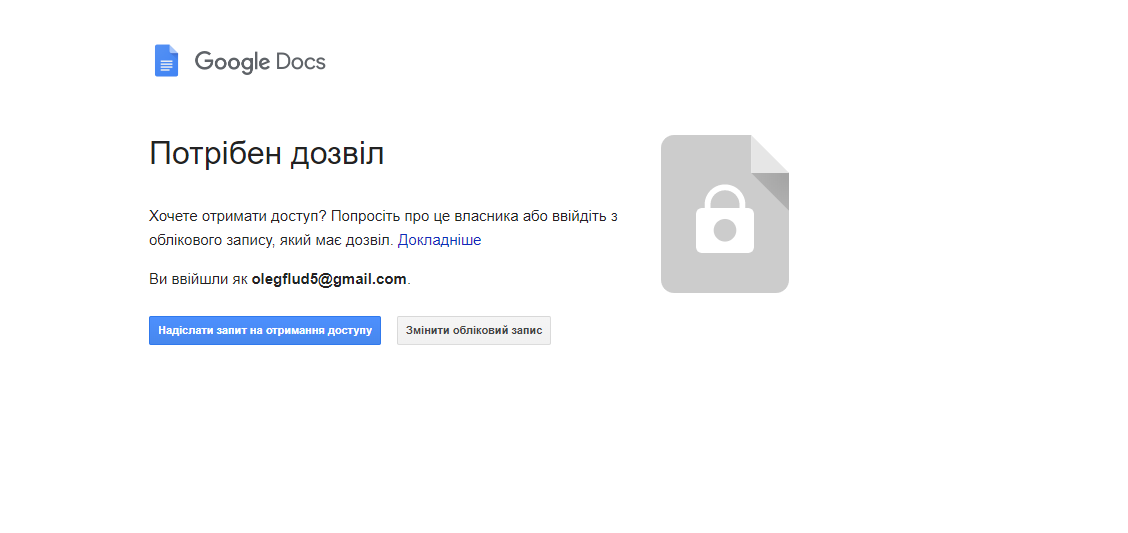 Google Docs
Потрібен дозвіл
Хочете отримати доступ? Попросіть про це власника або ввійдіть з
облікового запису, який має дозвіл. Докладніше
Ви ввійшли як olegflud5@gmail.com.
Надіслати запит на отримання доступу
Змінити обліковий запис